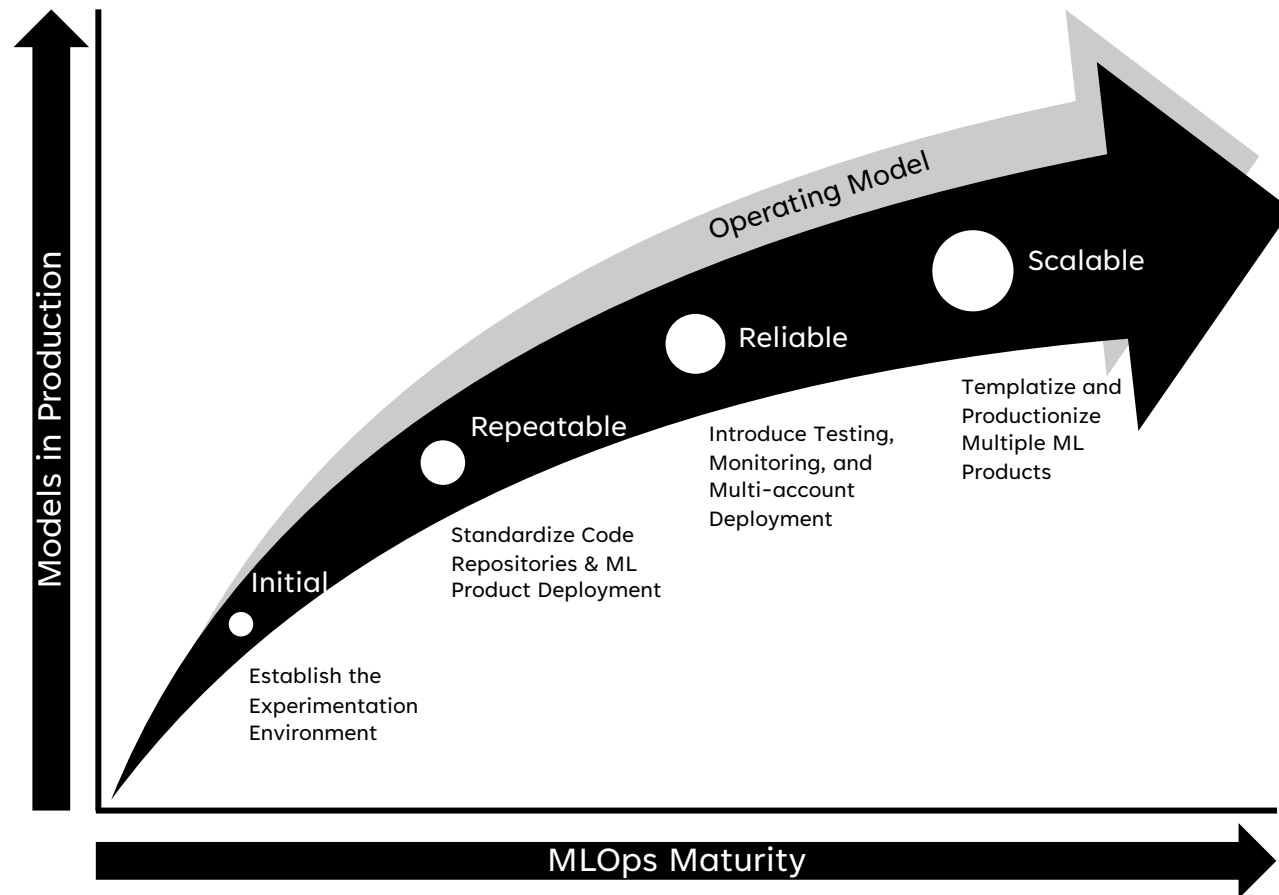 Models in Production
Operating Model
Scalable
Reliable
Templatize and
Productionize
Multiple ML
Products
Repeatable
Introduce Testing,
Monitoring, and
Multi-account
Deployment
Standardize Code
Repositories & ML
Product Deployment
Initial
Establish the
Experimentation
Environment
MLOps Maturity